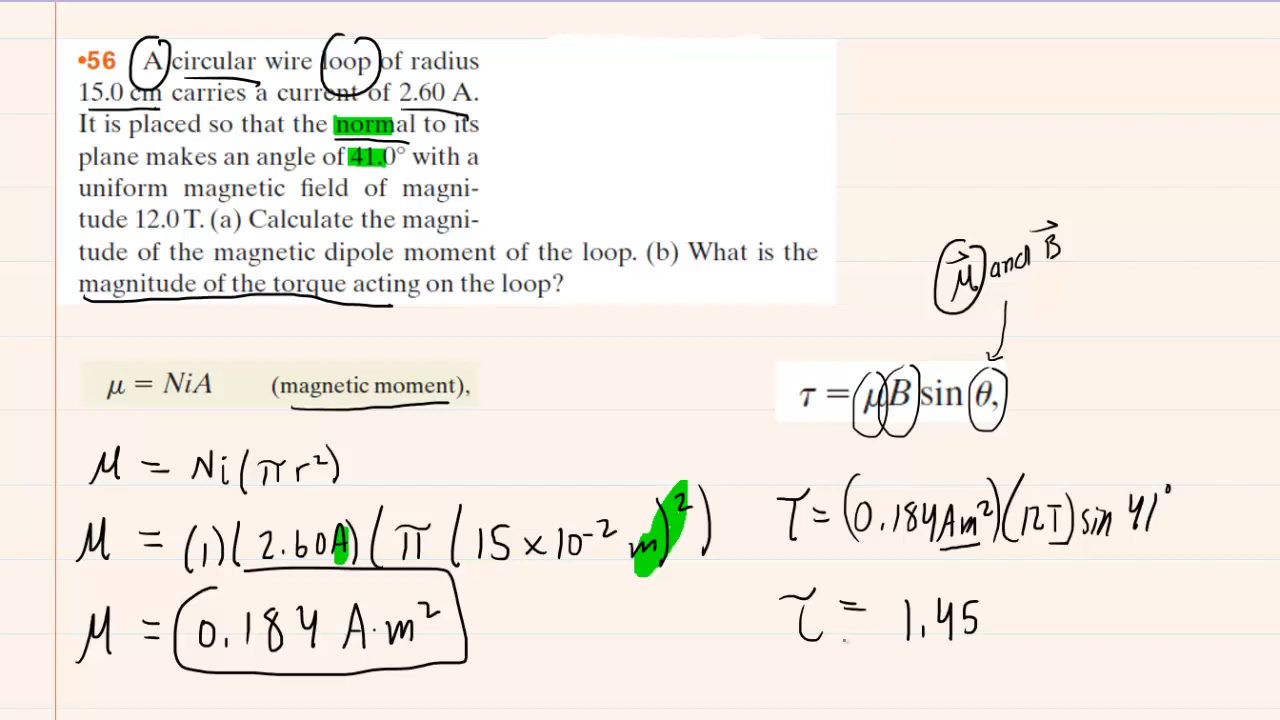 •56 A circular wire loop of radius
15.0 cm carries a current of 2.60 A.
It is placed so that the normal to its
plane makes an angle of 41.0° with a
uniform magnetic field of magni-
tude 12.0 T. (a) Calculate the magni-
tude of the magnetic dipole moment of the loop. (b) What is the
magnitude of the torque acting on the loop?
μ⃗ and B⃗
μ = NiA (magnetic moment),
τ = μB sin θ,
μ = Ni(πr²)
μ = (1)(2.60A)(π(15×10⁻² m)²)
μ = 0.184 A·m²
τ = (0.184Am²)(12T) sin 41°
τ = 1.45